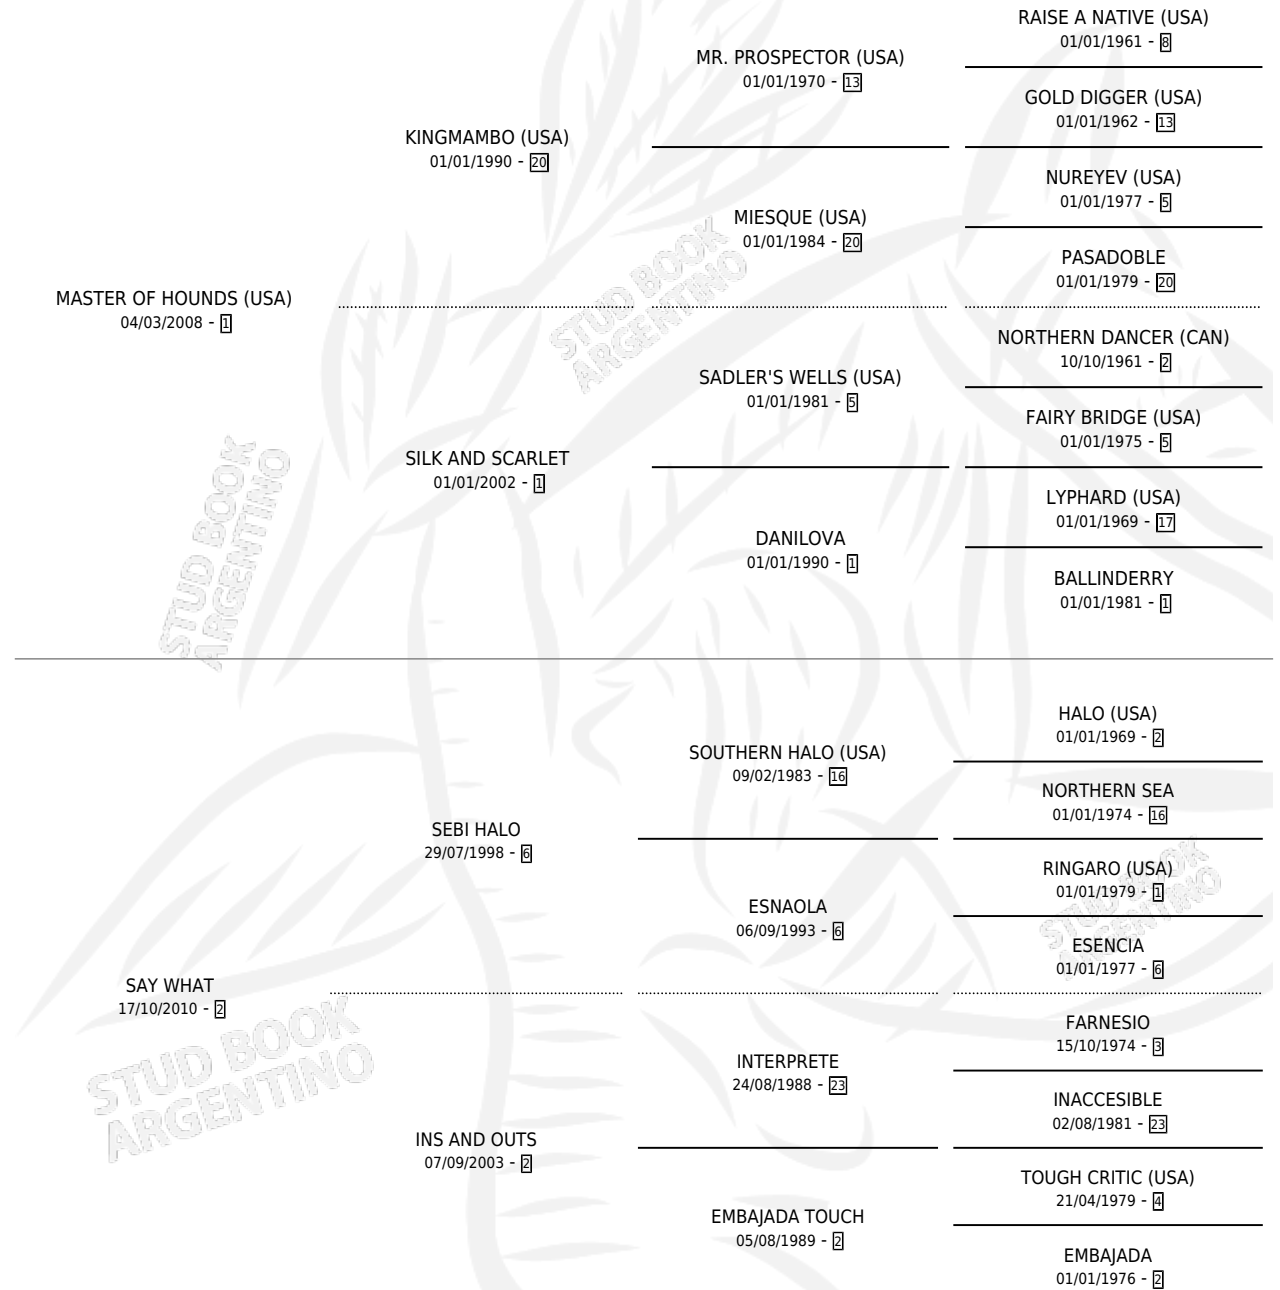 RAISE A NATIVE (USA)
01/01/1961 - 8
MR. PROSPECTOR (USA)
01/01/1970 - 13
GOLD DIGGER (USA)
01/01/1962 - 13
KINGMAMBO (USA)
01/01/1990 - 20
NUREYEV (USA)
01/01/1977 - 5
MIESQUE (USA)
01/01/1984 - 20
PASADOBLE
01/01/1979 - 20
MASTER OF HOUNDS (USA)
04/03/2008 - 1
NORTHERN DANCER (CAN)
10/10/1961 - 2
SADLER'S WELLS (USA)
01/01/1981 - 5
FAIRY BRIDGE (USA)
01/01/1975 - 5
SILK AND SCARLET
01/01/2002 - 1
LYPHARD (USA)
01/01/1969 - 17
DANILOVA
01/01/1990 - 1
BALLINDERRY
01/01/1981 - 1
STUD BOOK
ARGENTINO
STUD BOOK
ARGENTINO
HALO (USA)
01/01/1969 - 2
SOUTHERN HALO (USA)
09/02/1983 - 16
NORTHERN SEA
01/01/1974 - 16
SEBI HALO
29/07/1998 - 6
RINGARO (USA)
01/01/1979 - 1
ESNAOLA
06/09/1993 - 6
ESENCIA
01/01/1977 - 6
SAY WHAT
17/10/2010 - 2
FARNESIO
15/10/1974 - 3
INTERPRETE
24/08/1988 - 23
INACCESIBLE
02/08/1981 - 23
INS AND OUTS
07/09/2003 - 2
TOUGH CRITIC (USA)
21/04/1979 - 4
EMBAJADA TOUCH
05/08/1989 - 2
EMBAJADA
01/01/1976 - 2
STUD BOOK
ARGENTINO
STUD BOOK
ARGENTINO